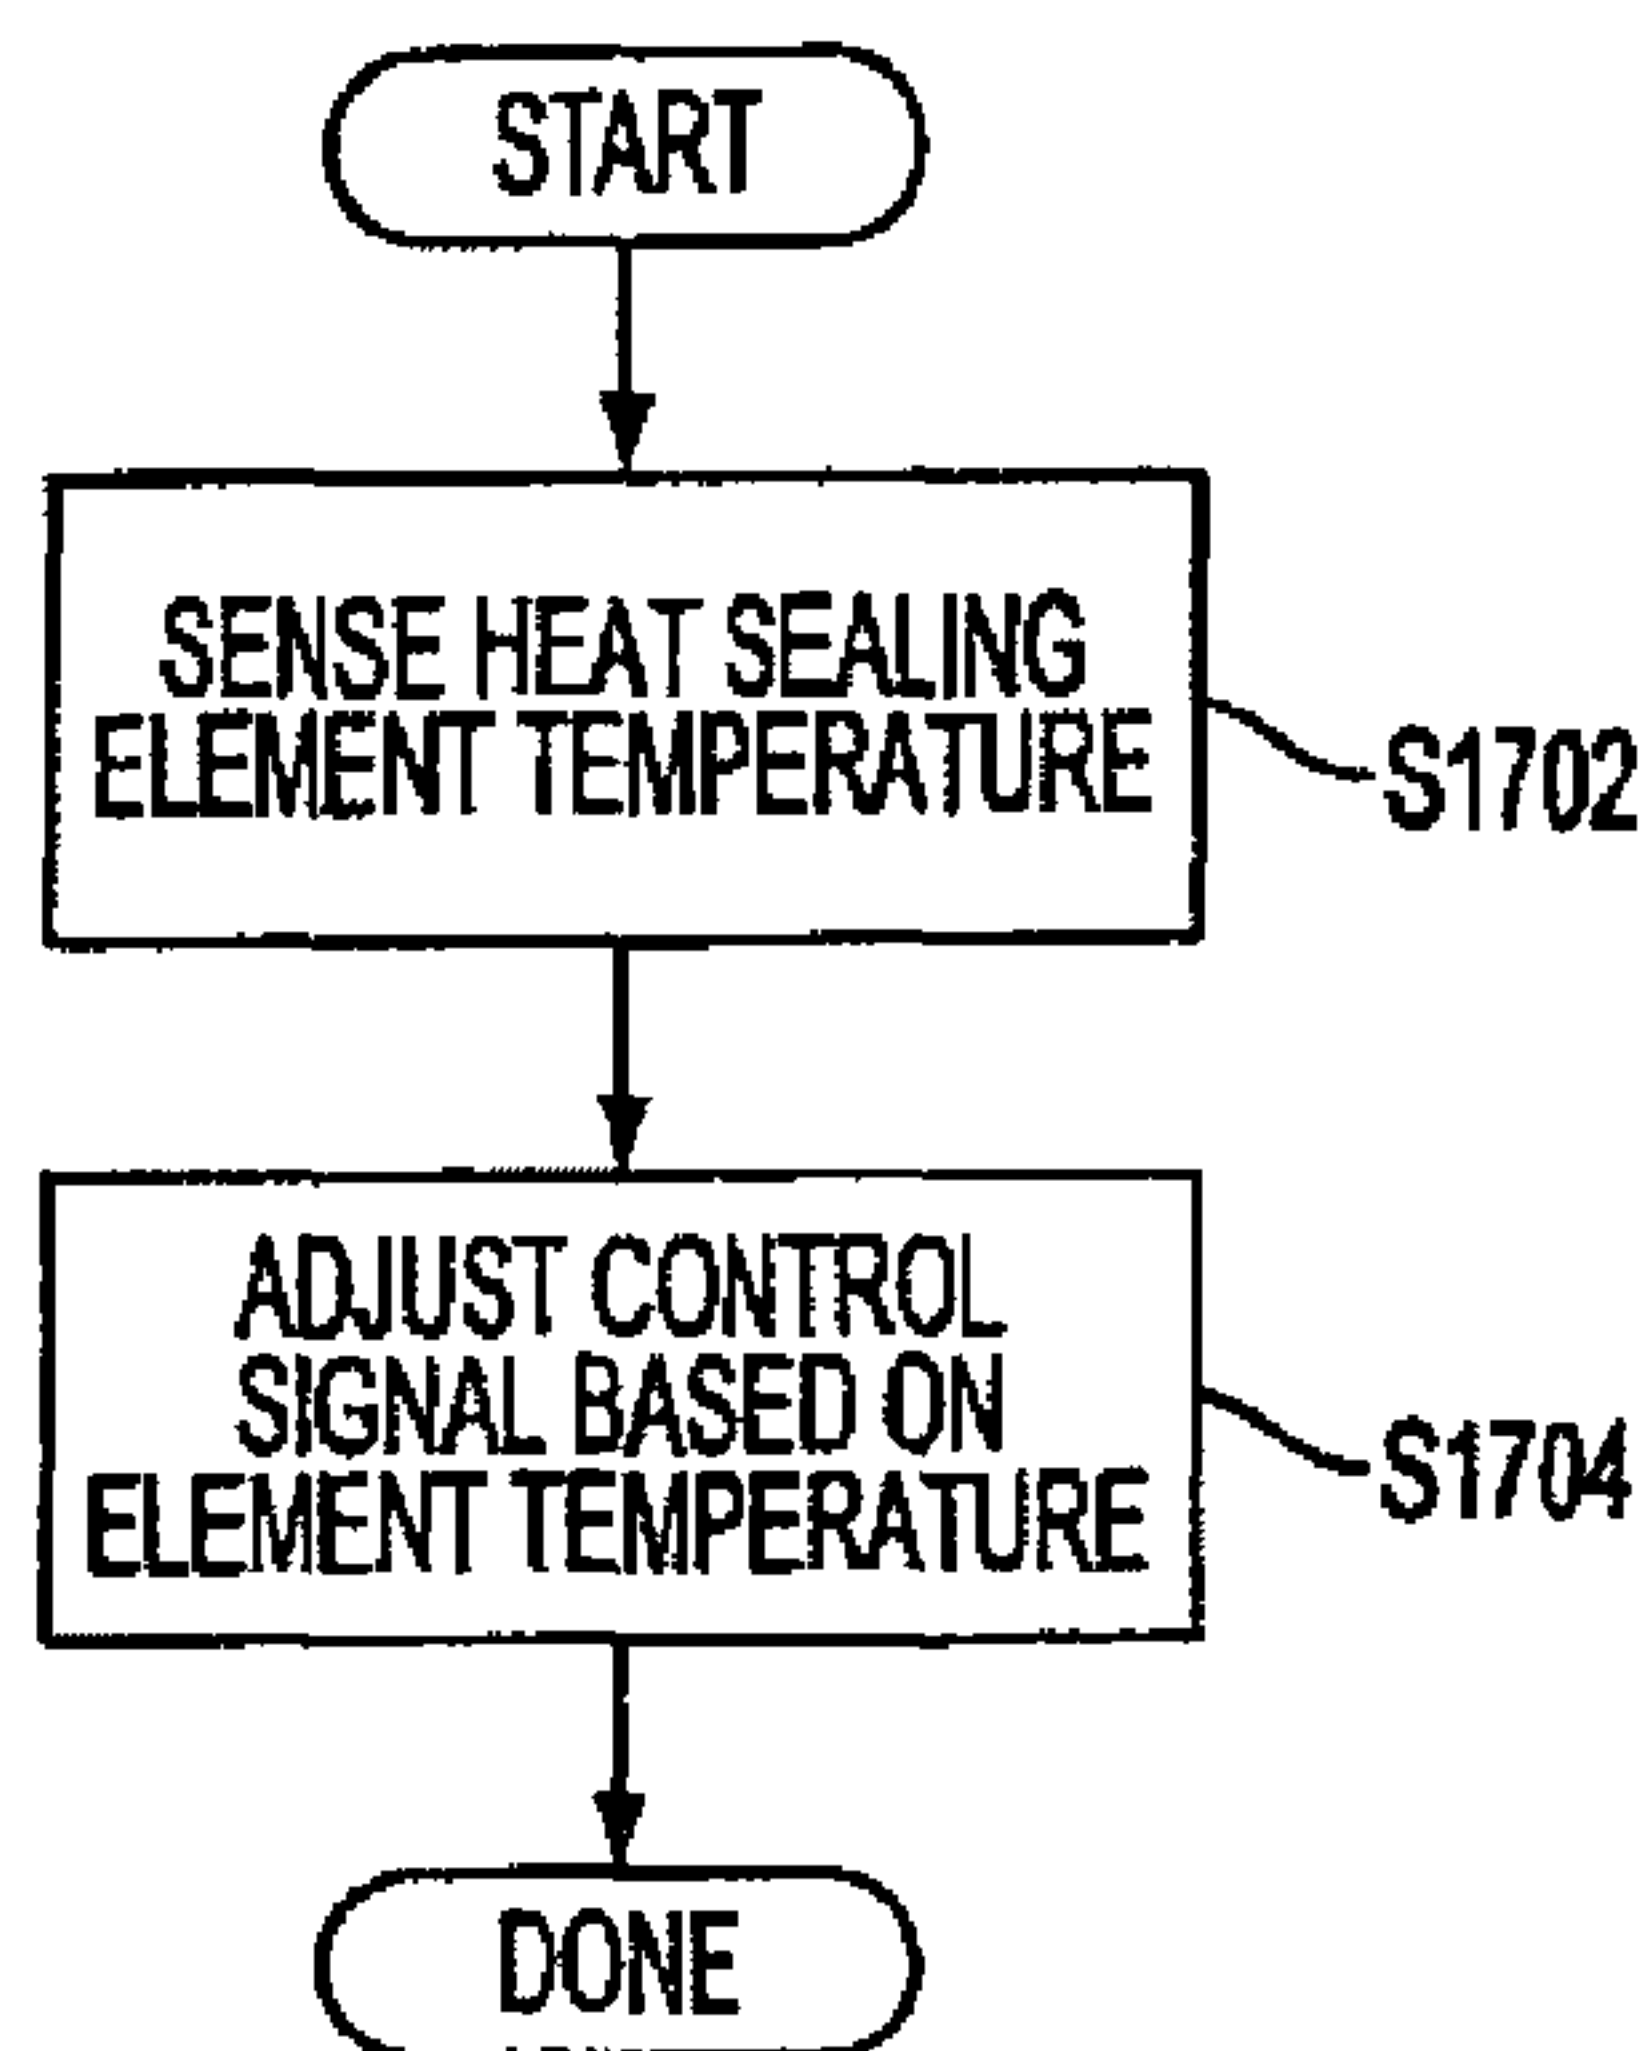 START
SENSE HEAT SEALING
ELEMENT TEMPERATURE
S1702
ADJUST CONTROL
SIGNAL BASED ON
ELEMENT TEMPERATURE
S1704
DONE